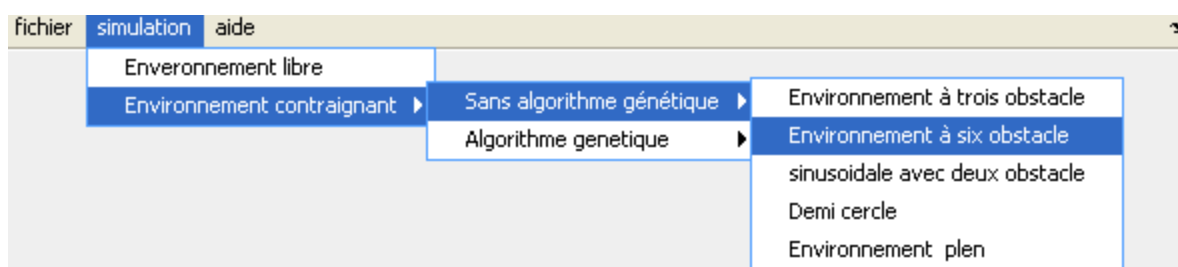 fichier simulation aide
Enveronnement libre
Environnement contraignant
Sans algorithme génétique
Algorithme genetique
Environnement à trois obstacle
Environnement à six obstacle
sinusoidale avec deux obstacle
Demi cercle
Environnement plen